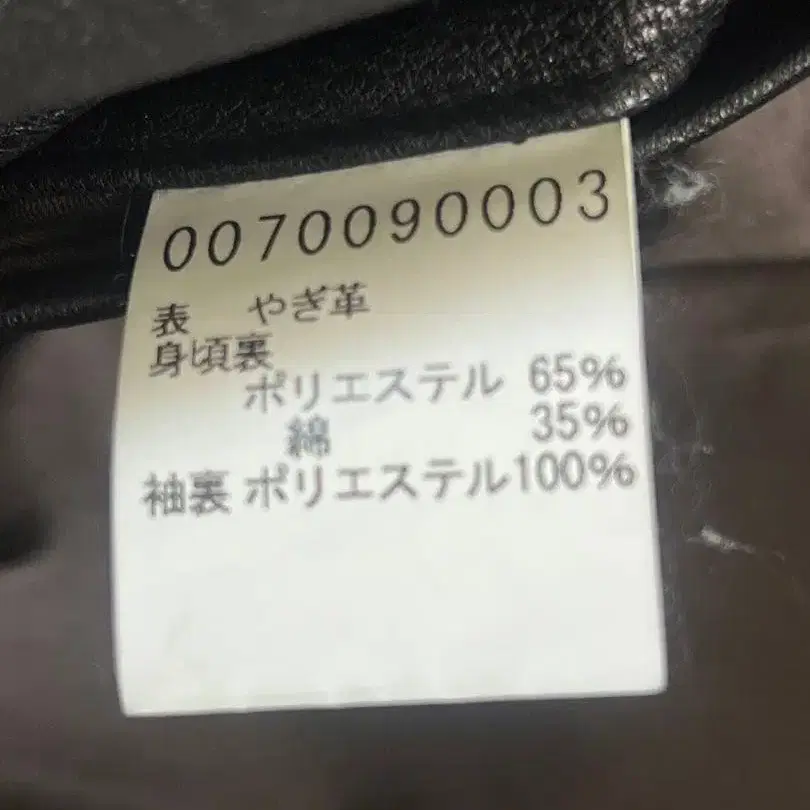 0070090003
表 やぎ革
身頃裏
ポリエステル 65%
綿 35%
袖裏 ポリエステル100%